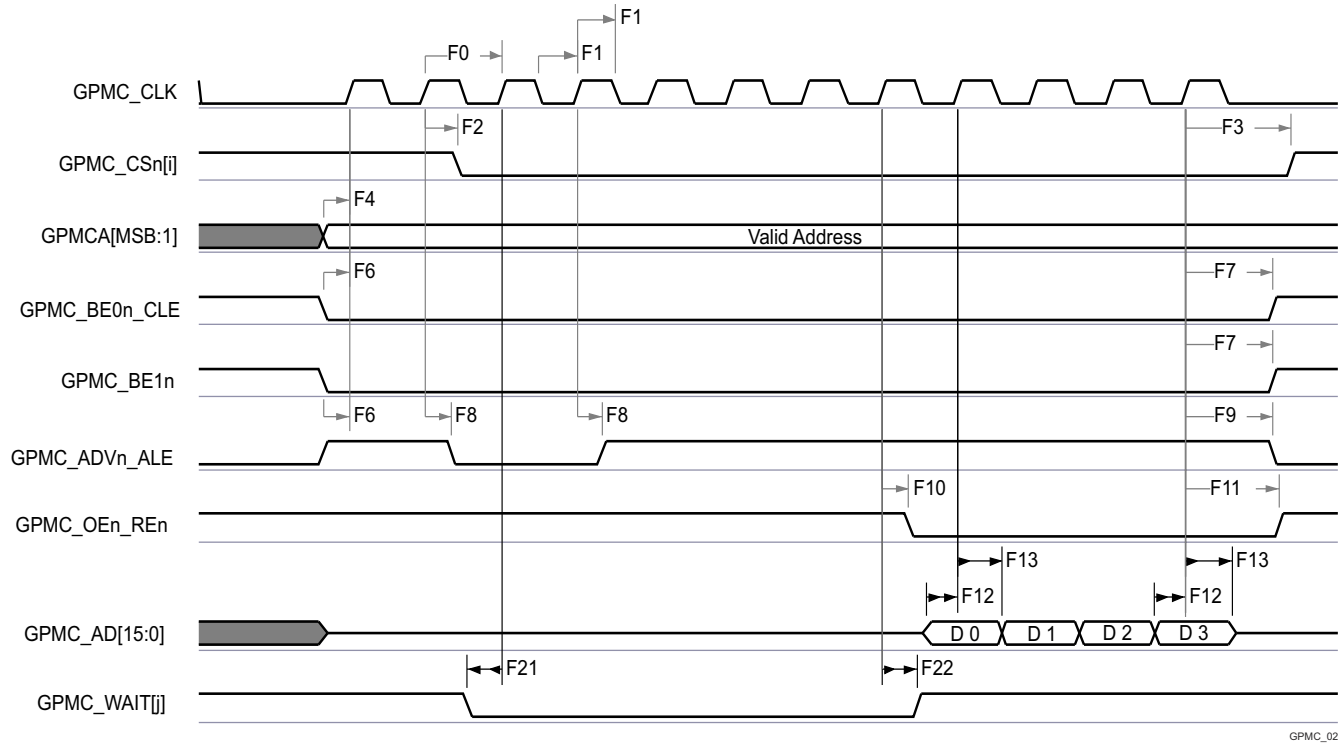 F1
F0
F1
GPMC_CLK
F2
F3
GPMC_CSn[i]
F4
GPMCA[MSB:1]
Valid Address
F6
F7
GPMC_BE0n_CLE
F7
GPMC_BE1n
F6
F8
F8
F9
GPMC_ADVn_ALE
F10
F11
GPMC_OEn_REn
F13
F13
F12
F12
GPMC_AD[15:0]
D 0
D 1
D 2
D 3
F21
F22
GPMC_WAIT[j]
GPMC_02